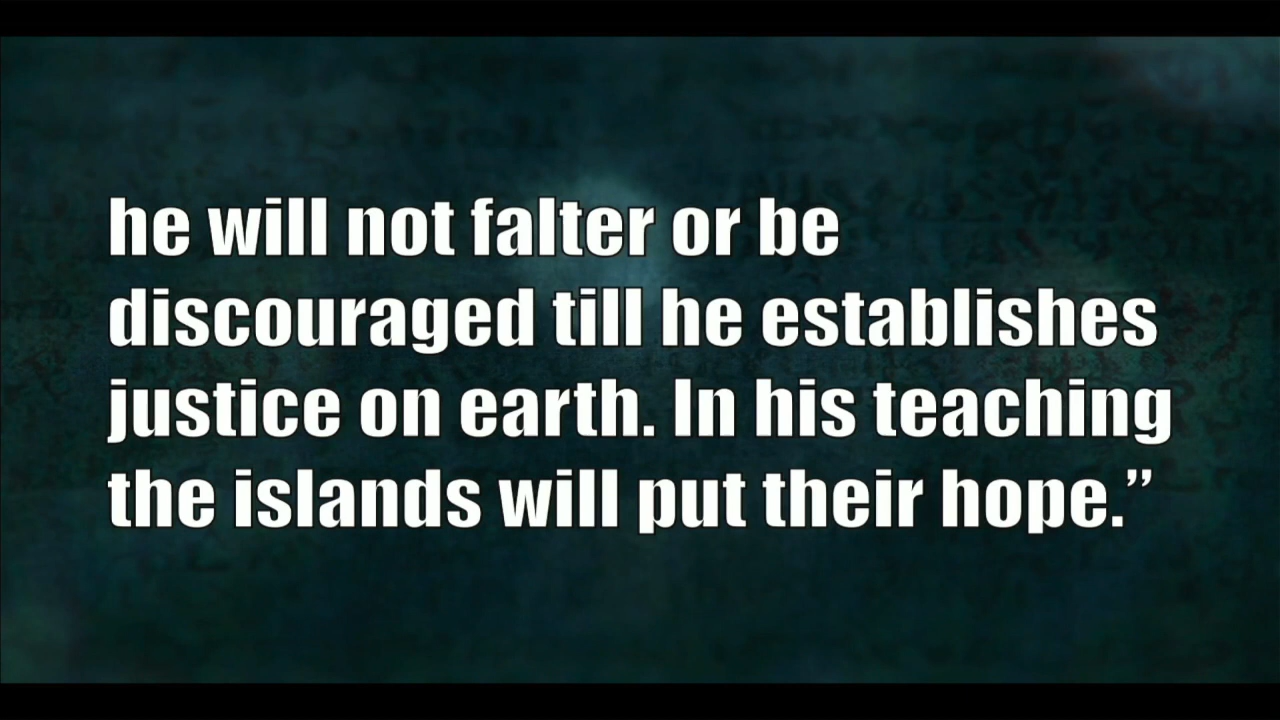 he will not falter or be
discouraged till he establishes
justice on earth. In his teaching
the islands will put their hope.”